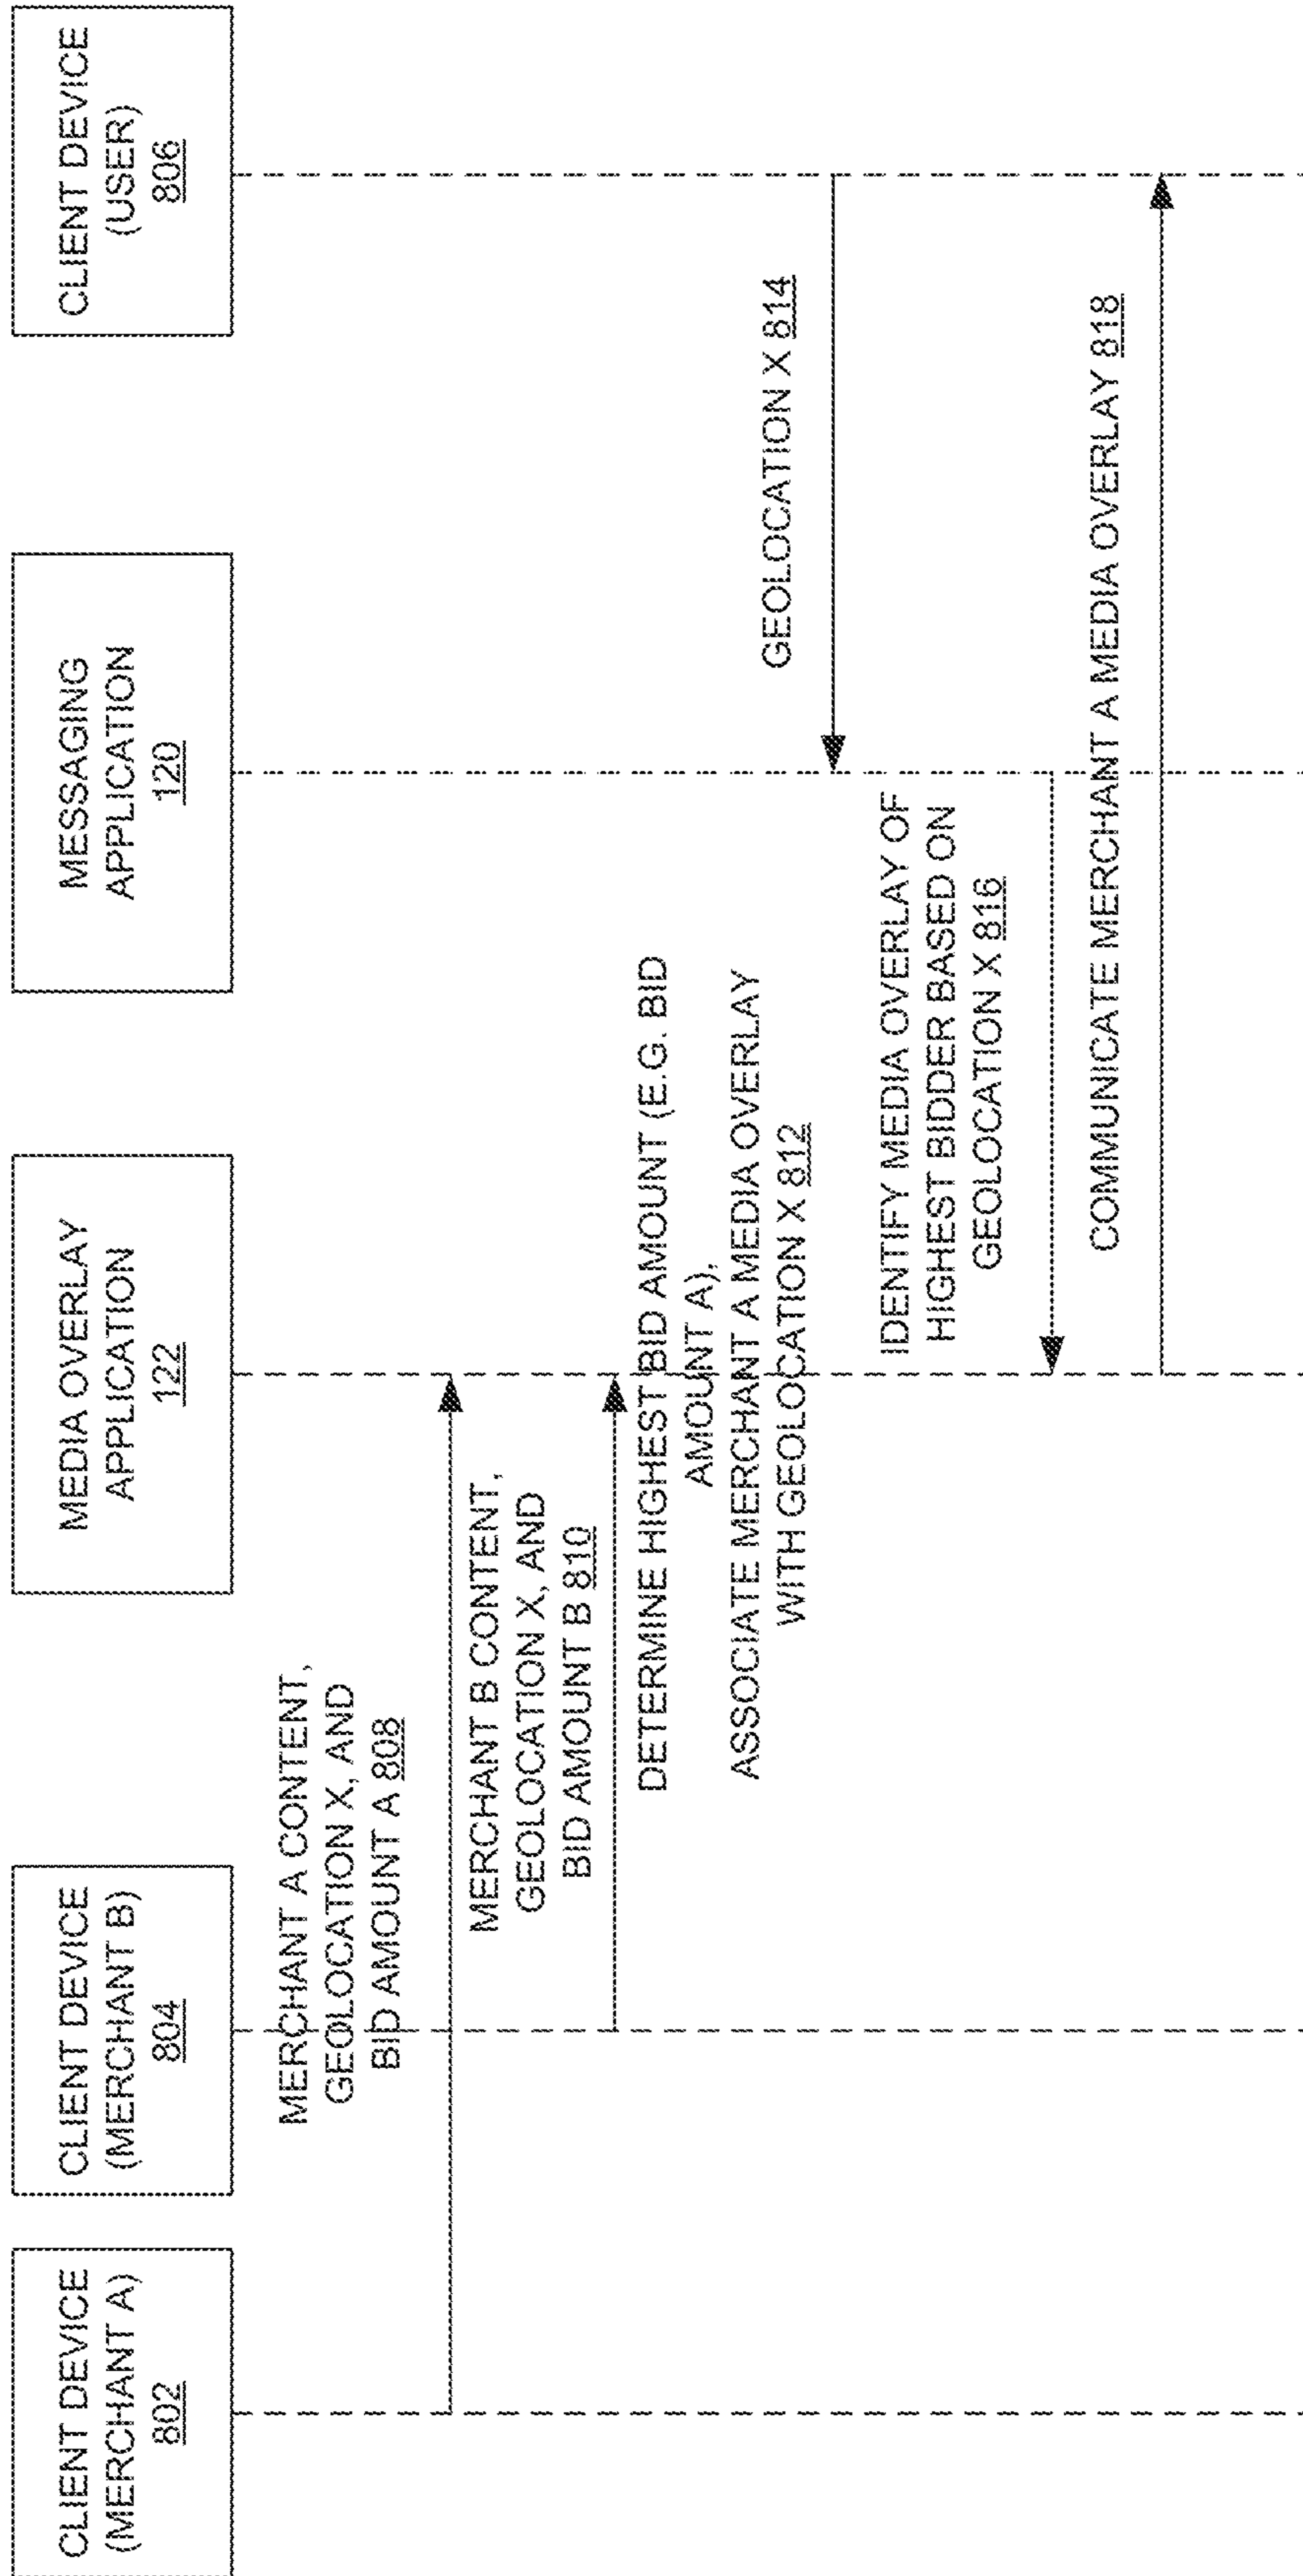 CLIENT DEVICE
(MERCHANT A)
802
CLIENT DEVICE
(MERCHANT B)
804
MEDIA OVERLAY
APPLICATION
122
MESSAGING
APPLICATION
120
CLIENT DEVICE
(USER)
806
MERCHANT A CONTENT,
GEOLOCATION X, AND
BID AMOUNT A 808
MERCHANT B CONTENT,
GEOLOCATION X, AND
BID AMOUNT B 810
DETERMINE HIGHEST BID AMOUNT (E.G. BID
AMOUNT A),
ASSOCIATE MERCHANT A MEDIA OVERLAY
WITH GEOLOCATION X 812
GEOLOCATION X 814
IDENTIFY MEDIA OVERLAY OF
HIGHEST BIDDER BASED ON
GEOLOCATION X 816
COMMUNICATE MERCHANT A MEDIA OVERLAY 818